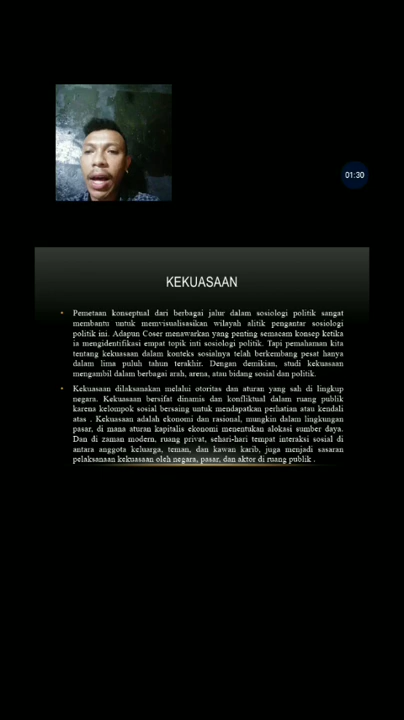 01:30
KEKUASAAN
• Pemetaan konseptual dari berbagai jalur dalam sosiologi politik sangat
membantu untuk memvisualisasikan wilayah alitik pengantar sosiologi
politik ini. Adapun Coser menawarkan yang penting semacam konsep ketika
ia mengidentifikasi empat topik inti sosiologi politik. Tapi pemahaman kita
tentang kekuasaan dalam konteks sosialnya telah berkembang pesat hanya
dalam lima puluh tahun terakhir. Dengan demikian, studi kekuasaan
mengambil dalam berbagai arah, arena, atau bidang sosial dan politik.
• Kekuasaan dilaksanakan melalui otoritas dan aturan yang sah di lingkup
negara. Kekuasaan bersifat dinamis dan konfliktual dalam ruang publik
karena kelompok sosial bersaing untuk mendapatkan perhatian atau kendali
atas . Kekuasaan adalah ekonomi dan rasional, mungkin dalam lingkungan
pasar, di mana aturan kapitalis ekonomi menentukan alokasi sumber daya.
Dan di zaman modern, ruang privat, sehari-hari tempat interaksi sosial di
antara anggota keluarga, teman, dan kawan karib, juga menjadi sasaran
pelaksanaan kekuasaan oleh negara, pasar, dan aktor di ruang publik .